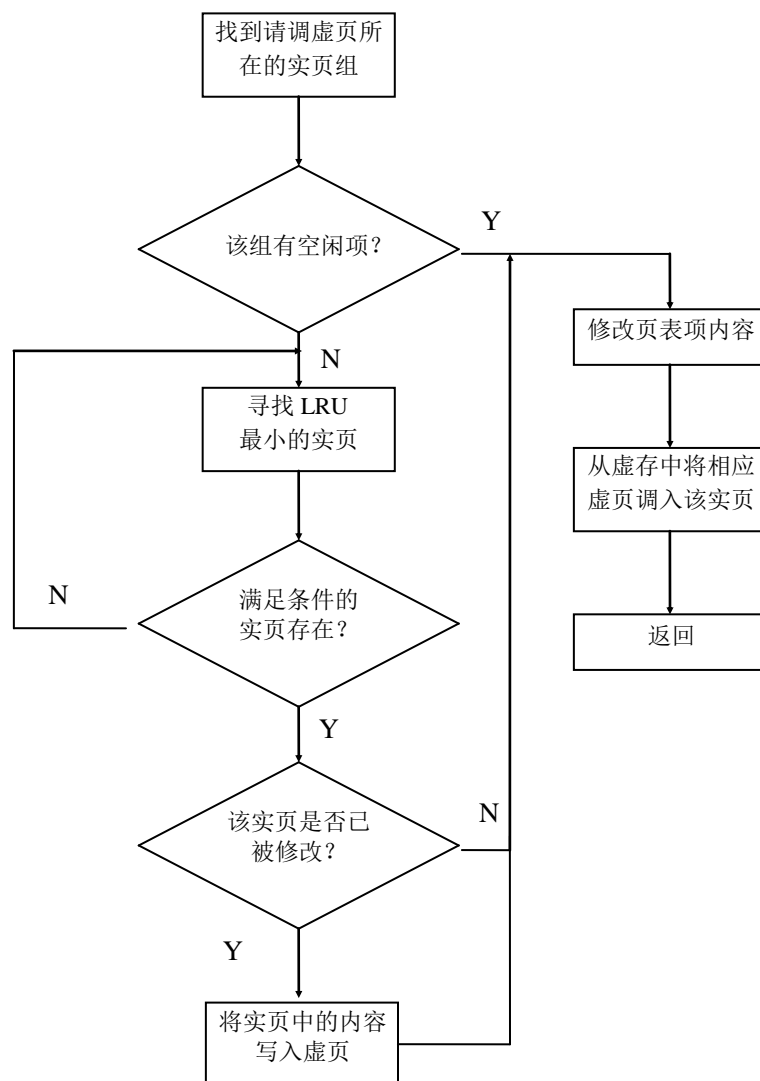 找到请调虚页所
在的实页组
Y
该组有空闲项？
修改页表项内容
N
寻找 LRU
最小的实页
从虚存中将相应
虚页调入该实页
N
满足条件的
实页存在？
返回
Y
该实页是否已
被修改？
N
Y
将实页中的内容
写入虚页